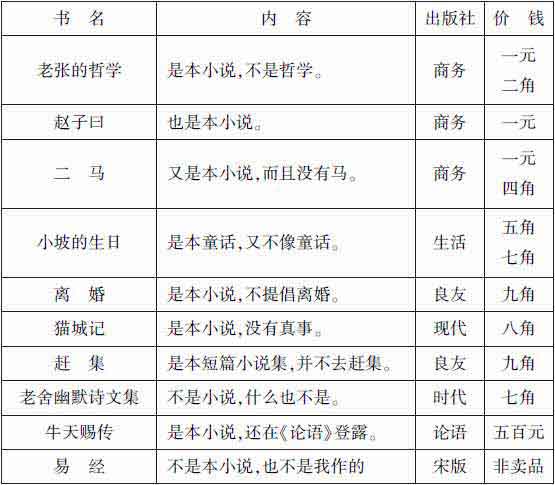 书 名 内 容 出版社 价 钱
老张的哲学 是本小说,不是哲学。 商务 一元
二角
赵子曰 也是本小说。 商务 一元
二 马 又是本小说,而且没有马。 商务 一元
四角
小坡的生日 是本童话,又不像童话。 生活 五角
七角
离 婚 是本小说,不提倡离婚。 良友 九角
猫城记 是本小说,没有真事。 现代 八角
赶 集 是本短篇小说集,并不去赶集。 良友 九角
老舍幽默诗文集 不是小说,什么也不是。 时代 七角
牛天赐传 是本小说,还在《论语》登露。 论语 五百元
易 经 不是本小说,也不是我作的 宋版 非卖品